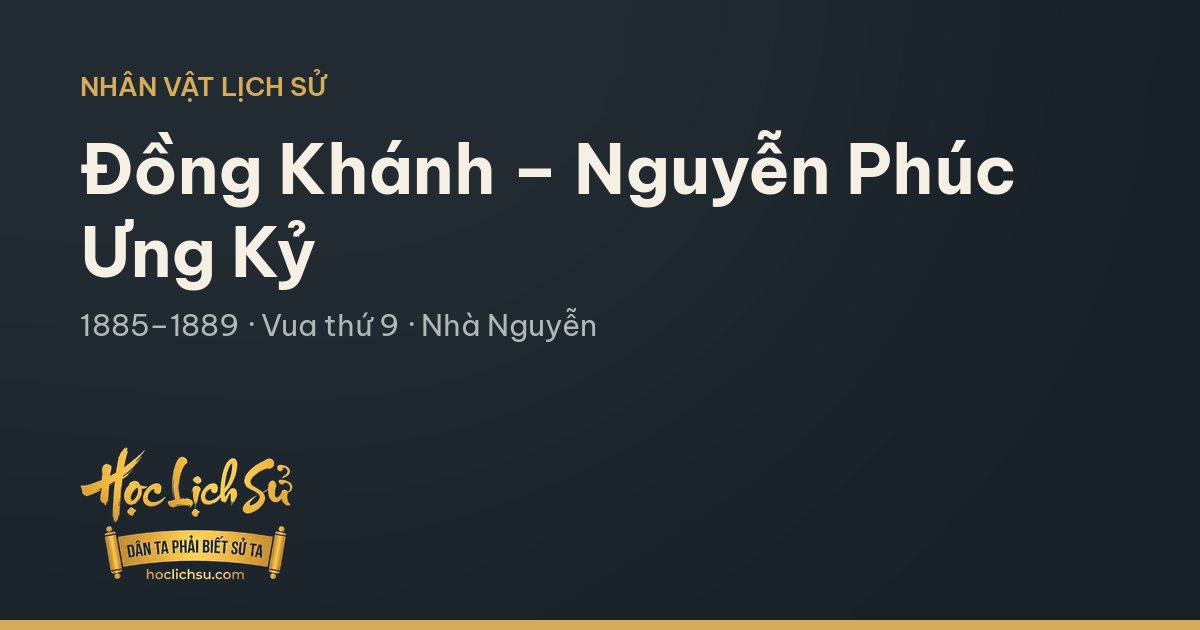 NHÂN VẬT LỊCH SỬ
Đồng Khánh – Nguyễn Phúc
Ưng Kỷ
1885–1889 · Vua thứ 9 · Nhà Nguyễn
Học Lịch Sử
DÂN TA PHẢI BIẾT SỬ TA
hoclichsu.com